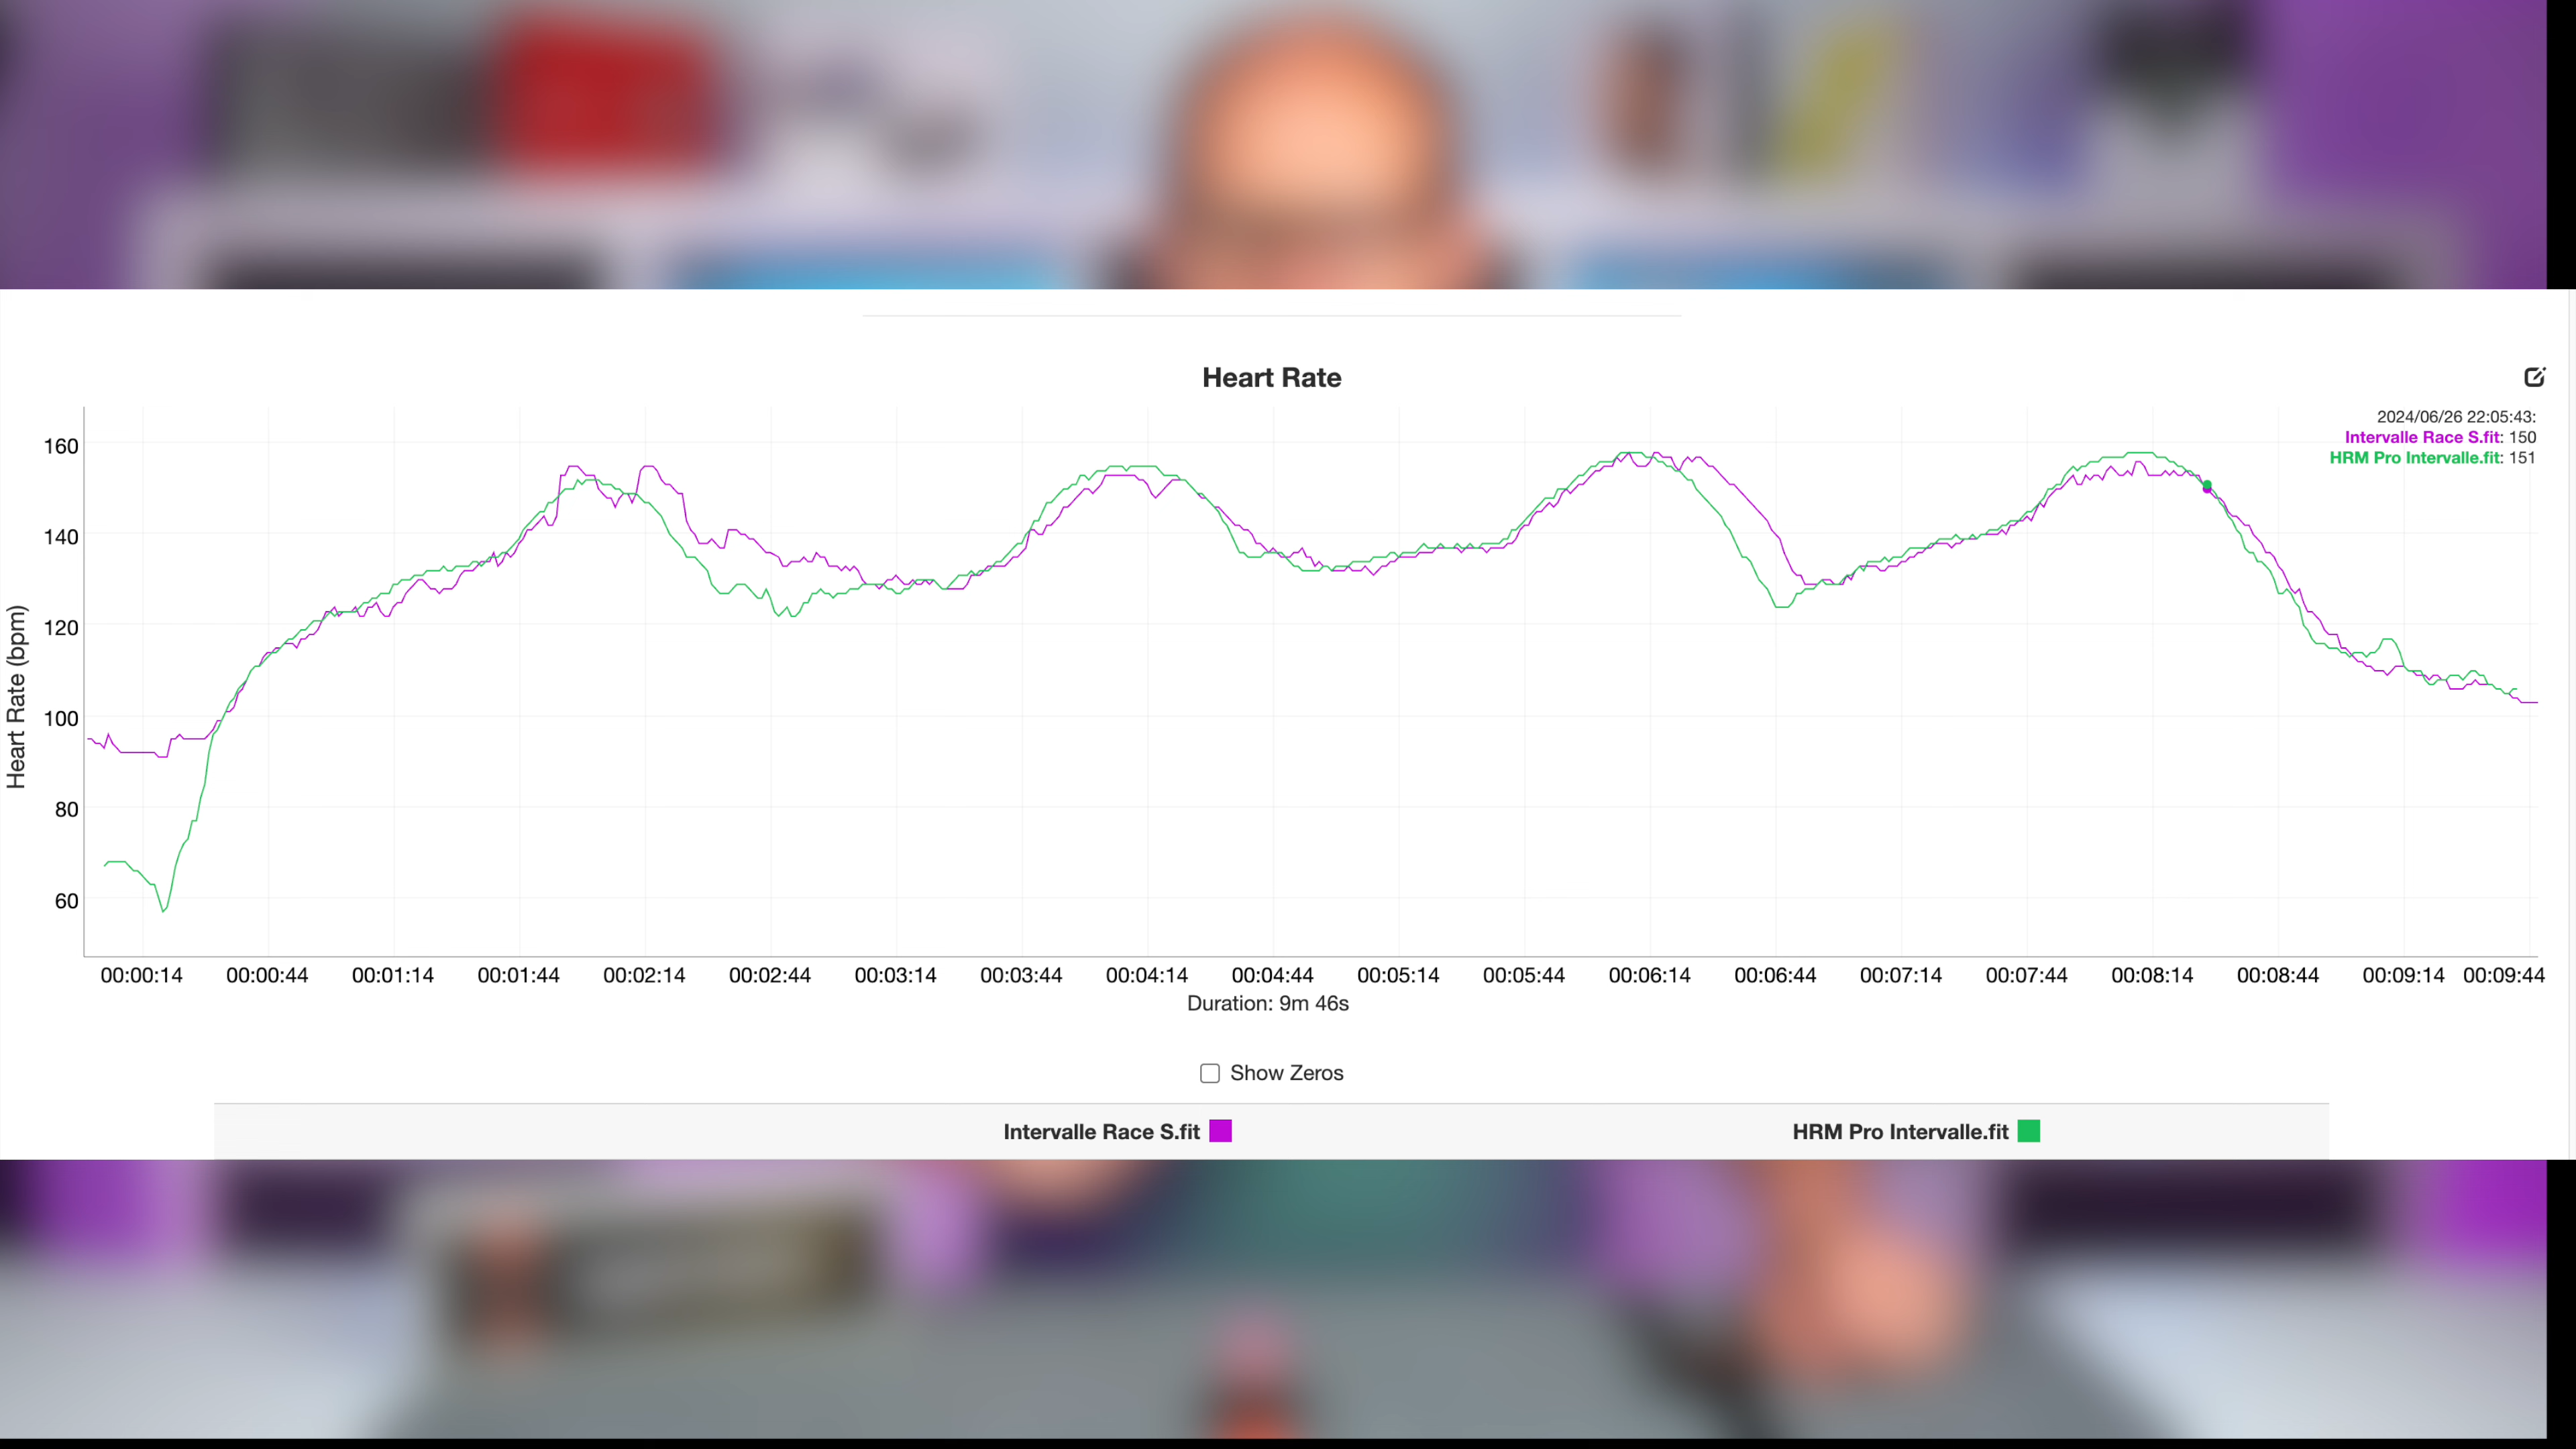 Heart Rate
2024/06/26 22:05:43:
Intervalle Race S.fit: 150
HRM Pro Intervalle.fit: 151
Heart Rate (bpm)
160
140
120
100
80
60
00:00:14 00:00:44 00:01:14 00:01:44 00:02:14 00:02:44 00:03:14 00:03:44 00:04:14 00:04:44 00:05:14 00:05:44 00:06:14 00:06:44 00:07:14 00:07:44 00:08:14 00:08:44 00:09:14 00:09:44
Duration: 9m 46s
Show Zeros
Intervalle Race S.fit HRM Pro Intervalle.fit